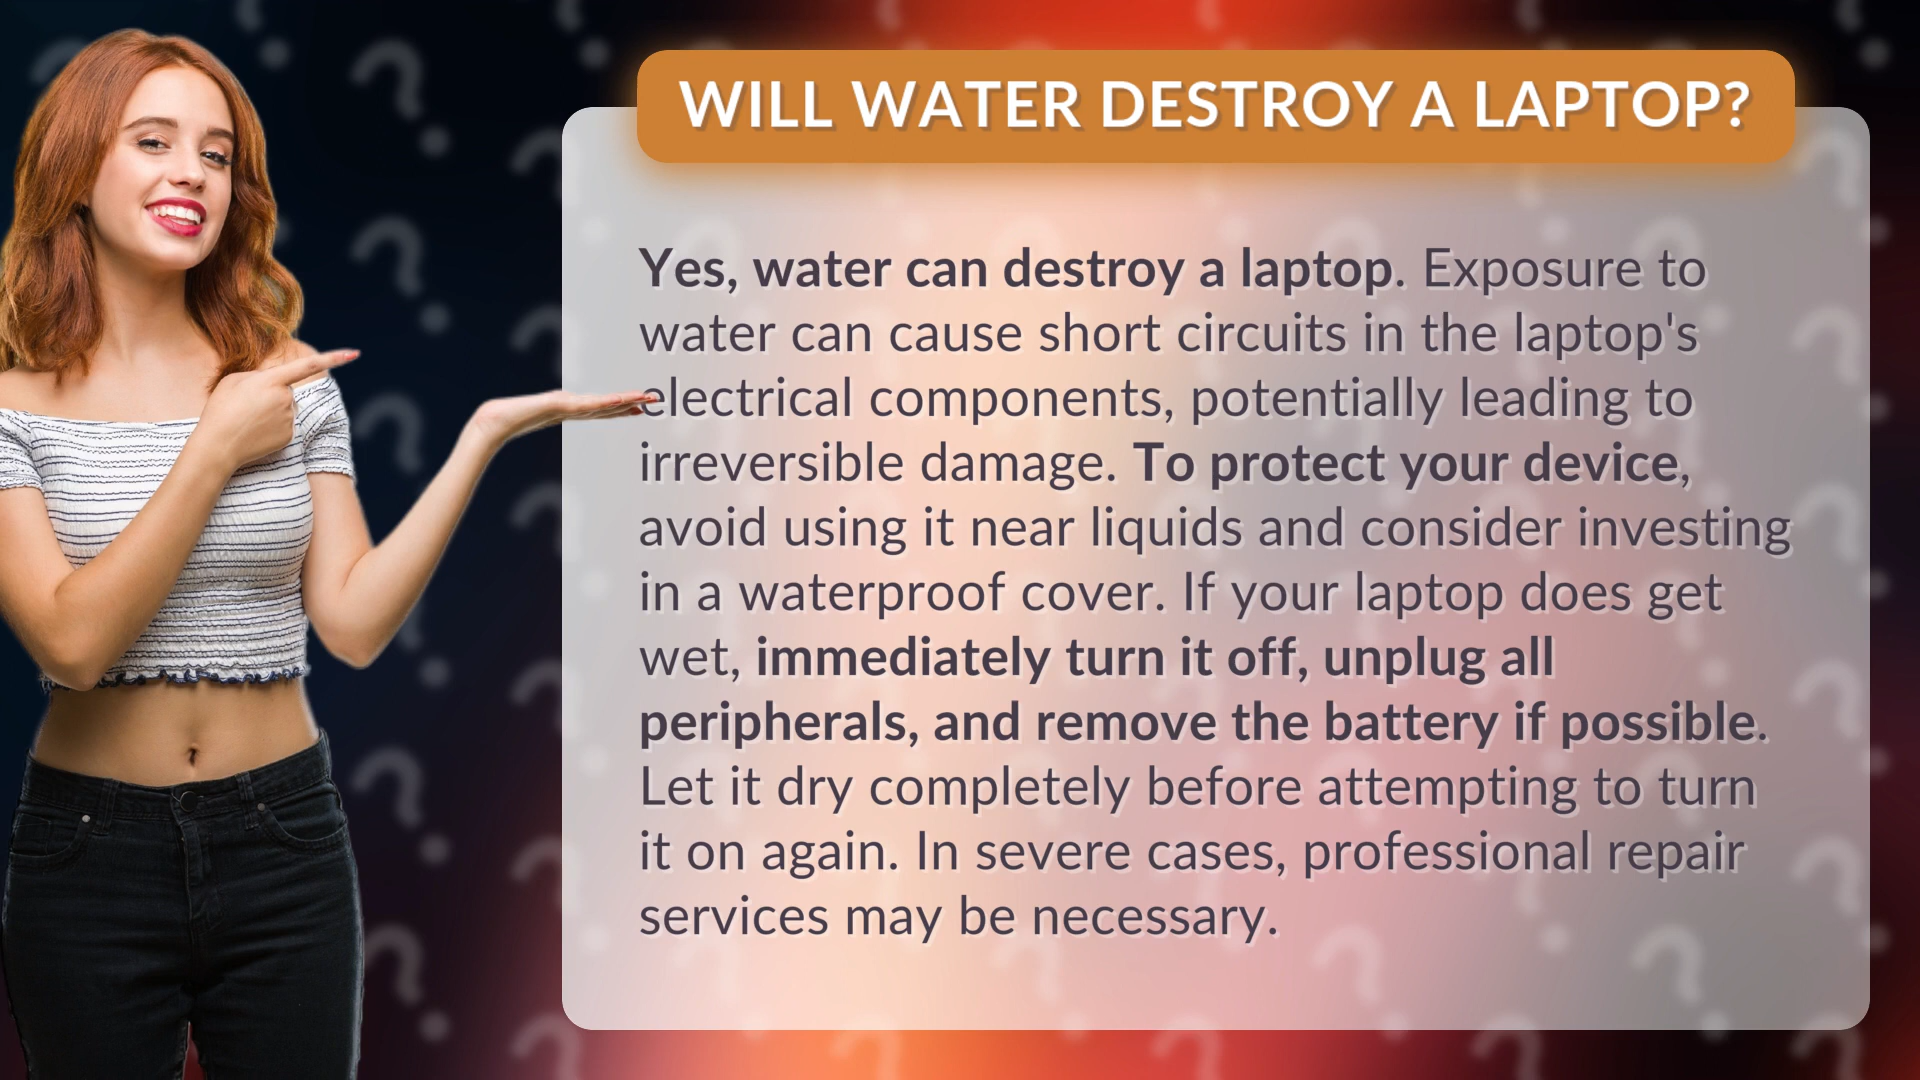 WILL WATER DESTROY A LAPTOP?
Yes, water can destroy a laptop. Exposure to
water can cause short circuits in the laptop's
electrical components, potentially leading to
irreversible damage. To protect your device,
avoid using it near liquids and consider investing
in a waterproof cover. If your laptop does get
wet, immediately turn it off, unplug all
peripherals, and remove the battery if possible.
Let it dry completely before attempting to turn
it on again. In severe cases, professional repair
services may be necessary.